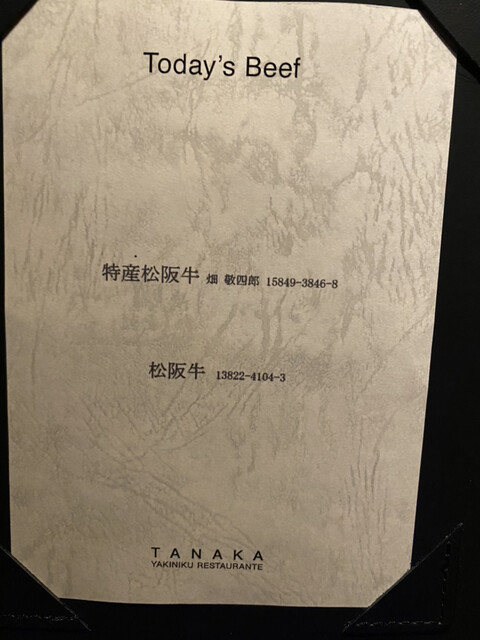 Today's Beef
特産松阪牛 畑 敬四郎 15849-3846-8
松阪牛 13822-4104-3
TANAKA
YAKINIKU RESTAURANTE